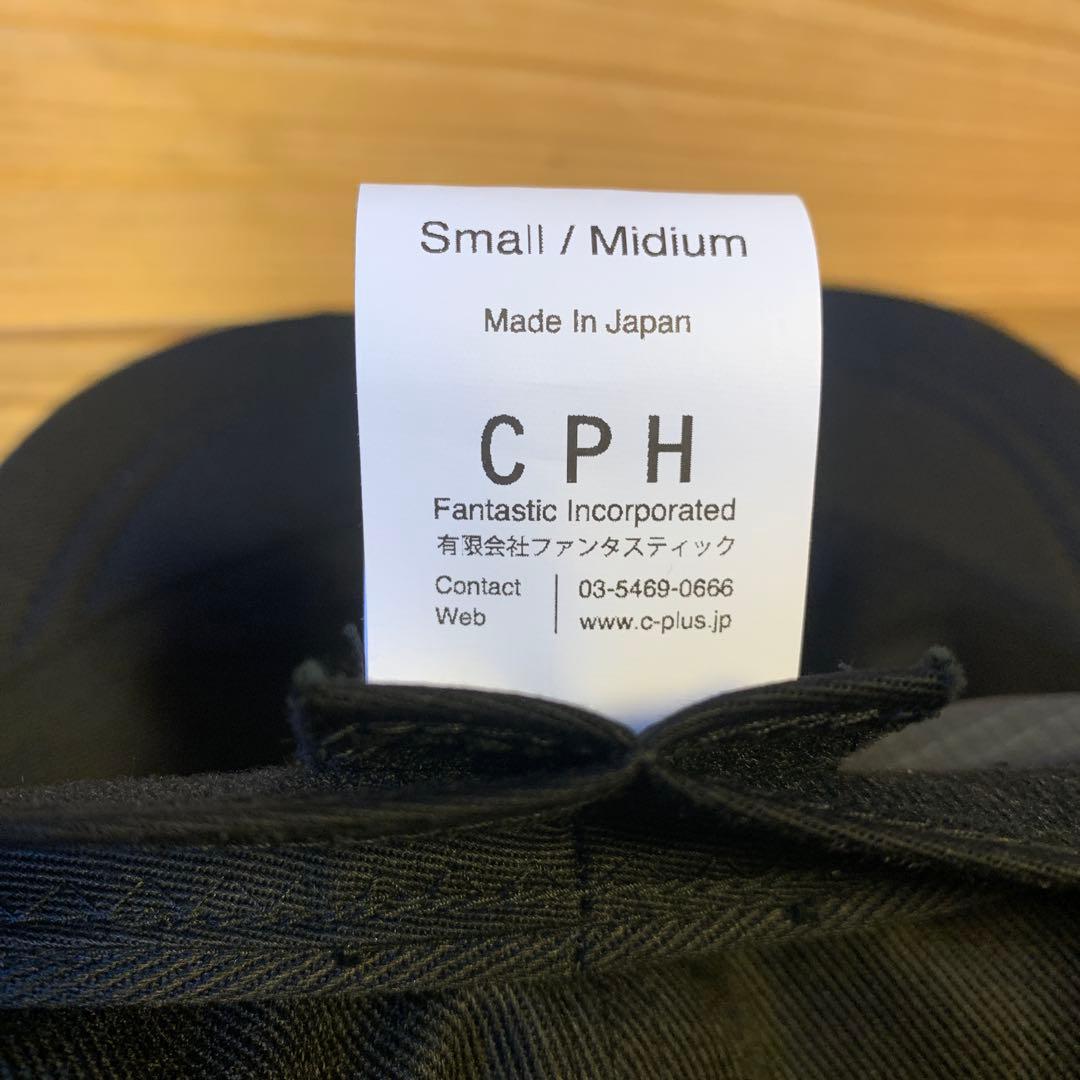 Small / Midium
Made In Japan
CPH
Fantastic Incorporated
有限会社ファンタスティック
Contact 03-5469-0666
Web www.c-plus.jp